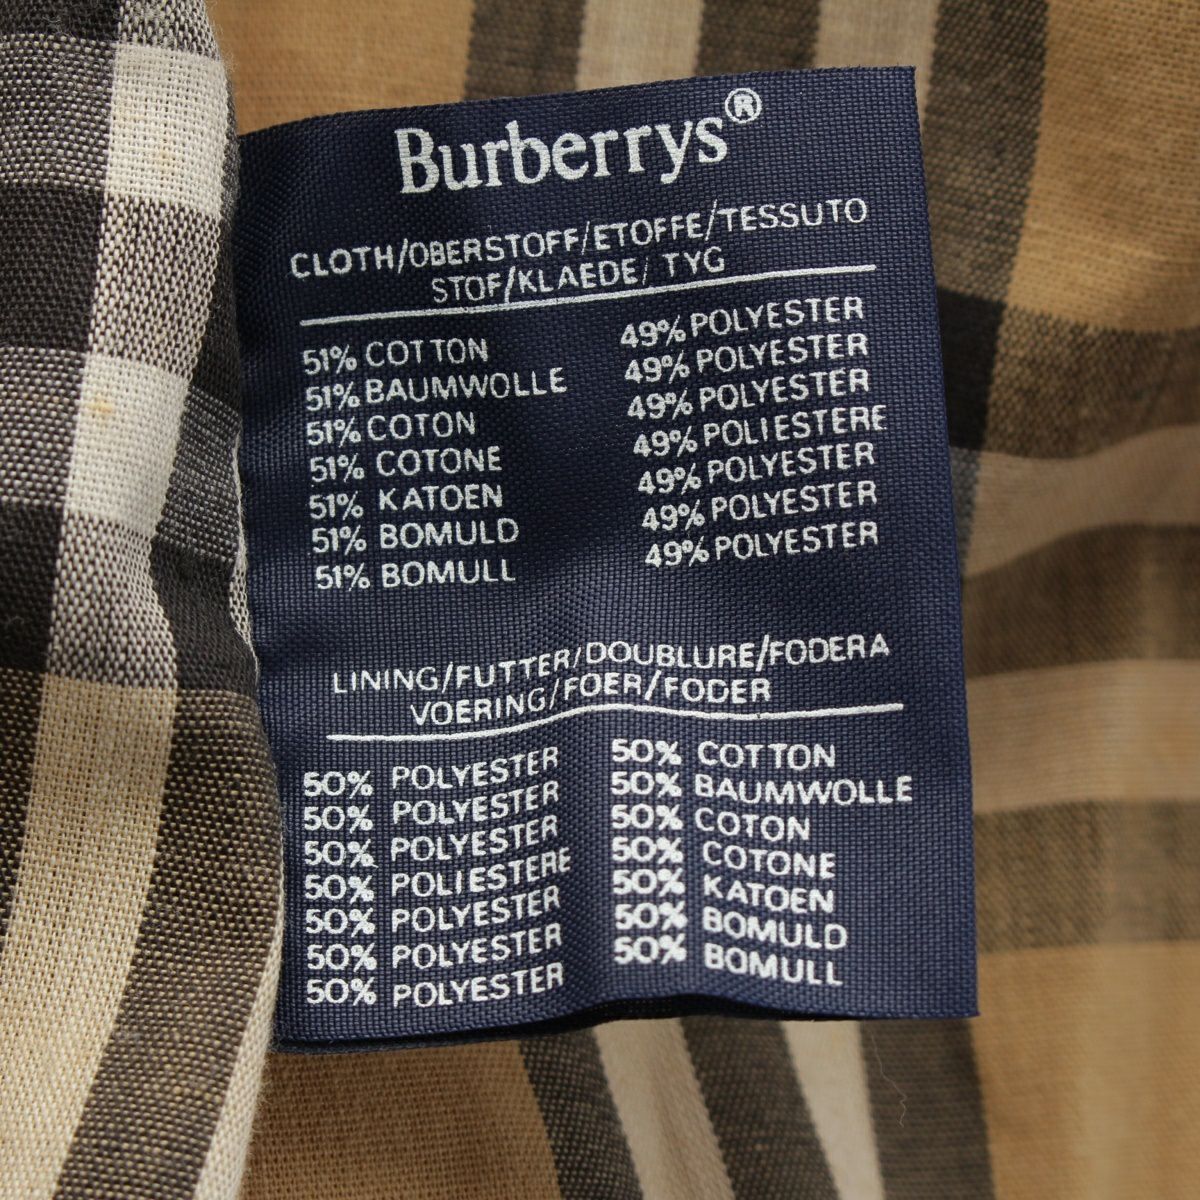 Burberrys®
CLOTH/OBERSTOFF/ETOFFE/TESSUTO
STOF/KLAEDE/TYG
51% COTTON 49% POLYESTER
51% BAUMWOLLE 49% POLYESTER
51% COTON 49% POLYESTER
51% COTONE 49% POLIESTERE
51% KATOEN 49% POLYESTER
51% BOMULD 49% POLYESTER
51% BOMULL 49% POLYESTER
LINING/FUTTER/DOUBLURE/FODERA
VOERING/FOER/FODER
50% POLYESTER 50% COTTON
50% POLYESTER 50% BAUMWOLLE
50% POLYESTER 50% COTON
50% POLIESTERE 50% COTONE
50% POLYESTER 50% KATOEN
50% POLYESTER 50% BOMULD
50% POLYESTER 50% BOMULL